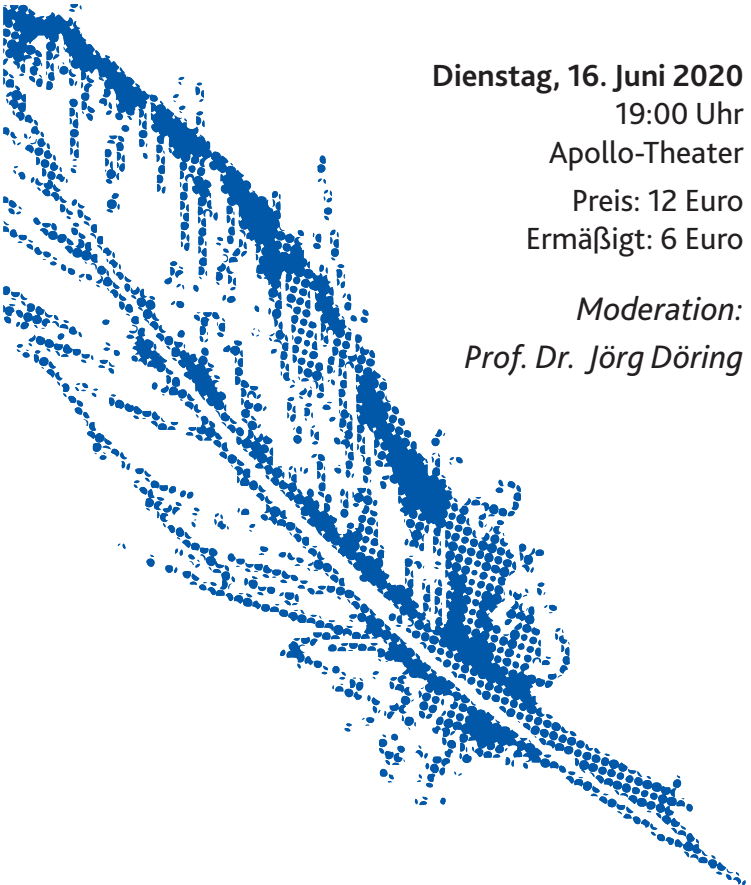 Dienstag, 16. Juni 2020
19:00 Uhr
Apollo-Theater
Preis: 12 Euro
Ermäßigt: 6 Euro
Moderation:
Prof. Dr. Jörg Döring